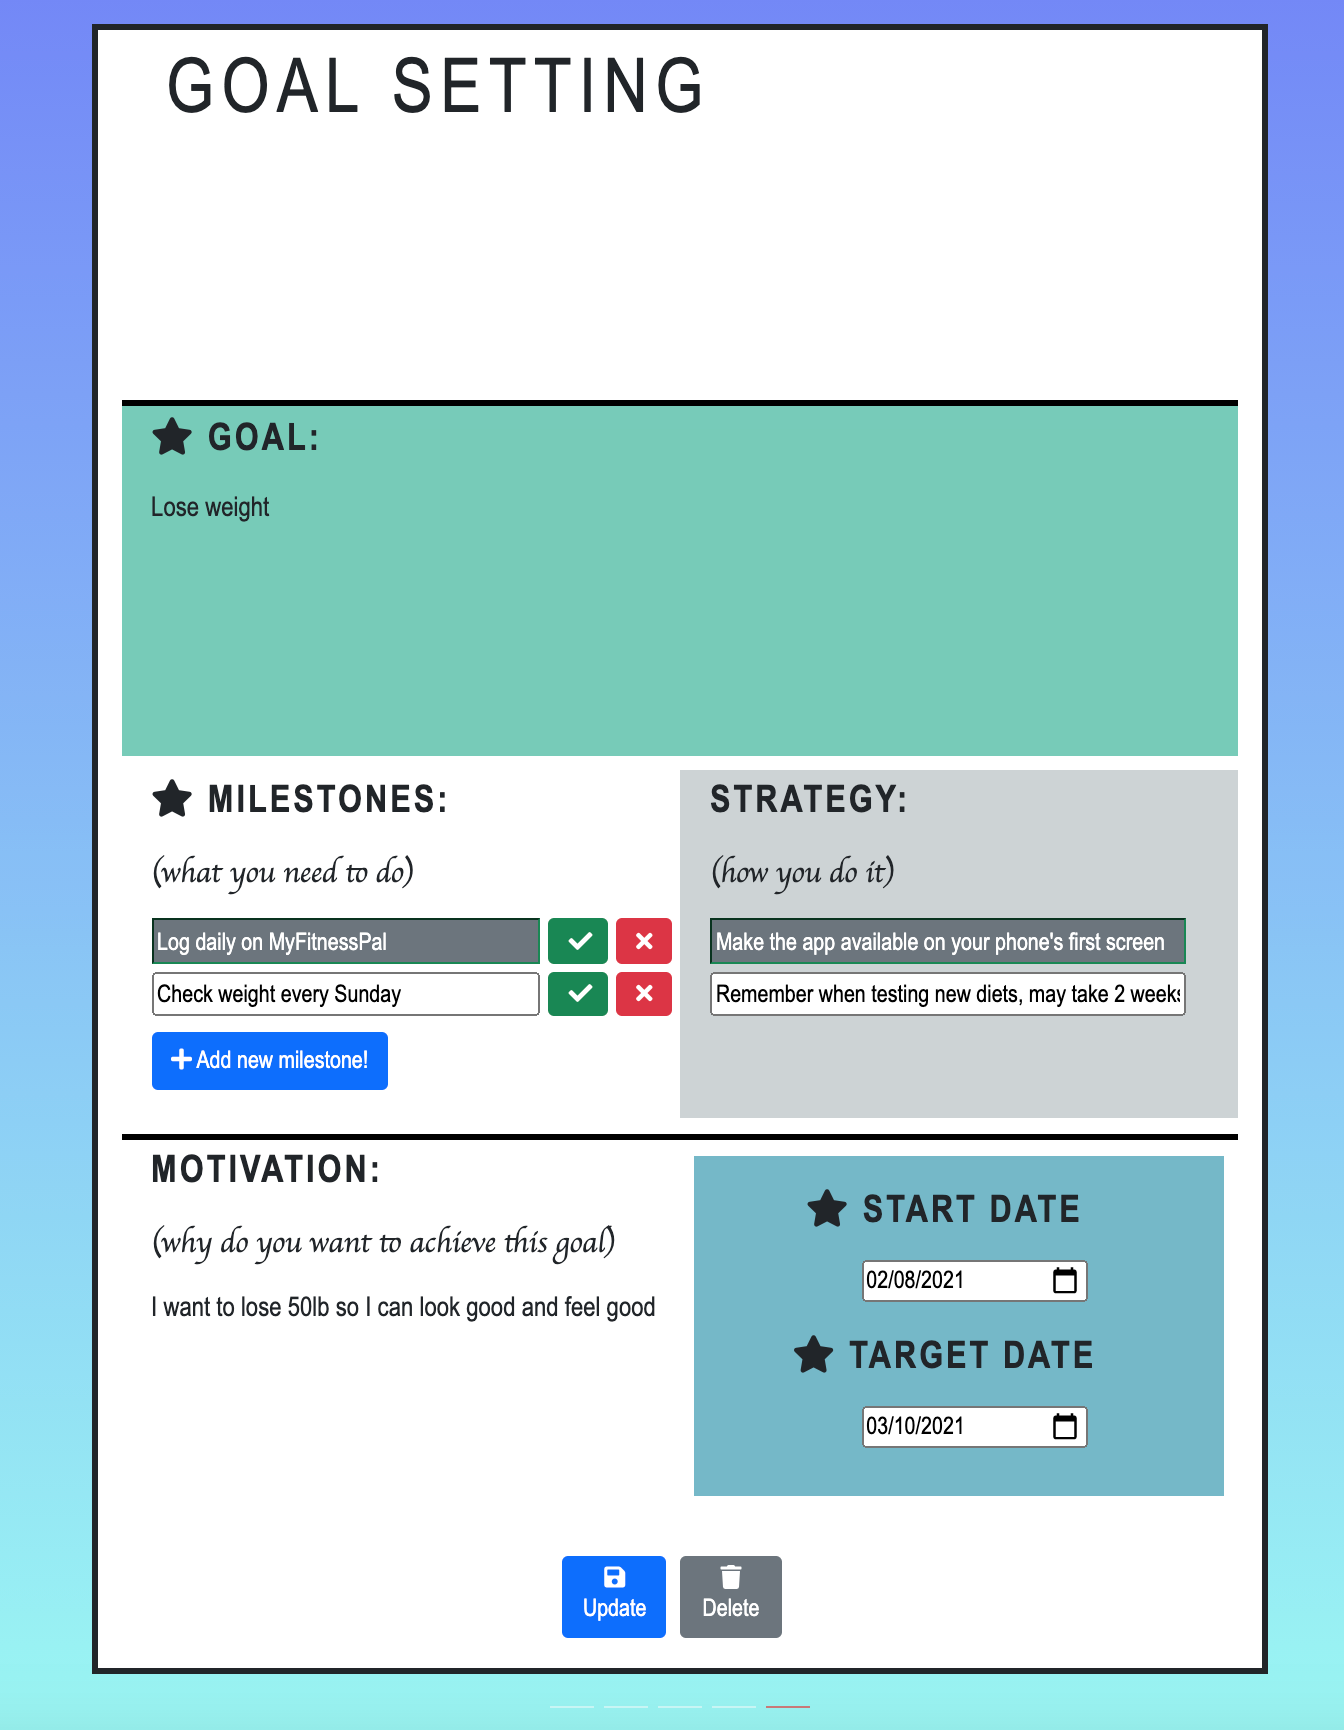 GOAL SETTING
GOAL:
Lose weight
MILESTONES:
(what you need to do)
Log daily on MyFitnessPal
Check weight every Sunday
Add new milestone!
STRATEGY:
(how you do it)
Make the app available on your phone's first screen
Remember when testing new diets, may take 2 weeks
MOTIVATION:
(why do you want to achieve this goal)
I want to lose 50lb so I can look good and feel good
START DATE
02/08/2021
TARGET DATE
03/10/2021
Update
Delete